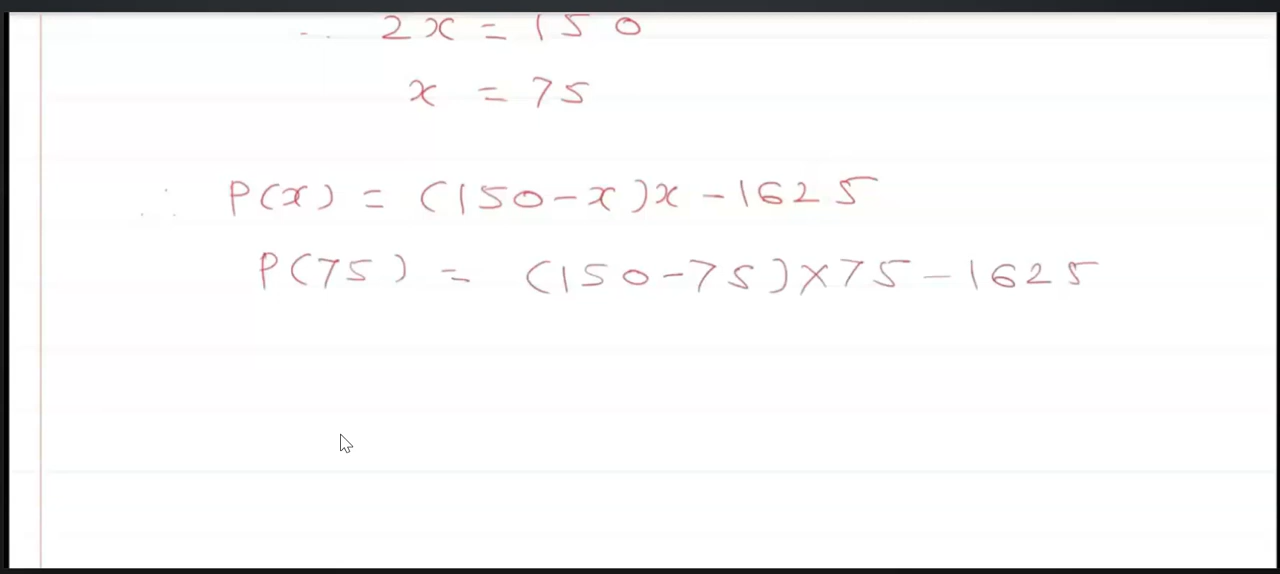 ∴ 2x = 150
x = 75
∴ P(x) = (150-x)x - 1625
P(75) = (150-75)×75-1625